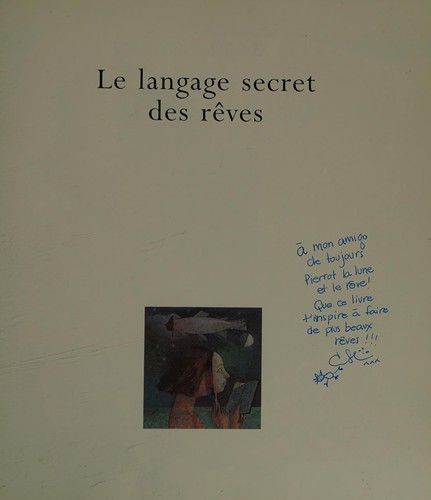 Le langage secret
des rêves
à mon amigo
de toujours
Pierrot la lune
et le rêve!
Que ce livre
t'inspire à faire
de plus beaux
rêves !!!